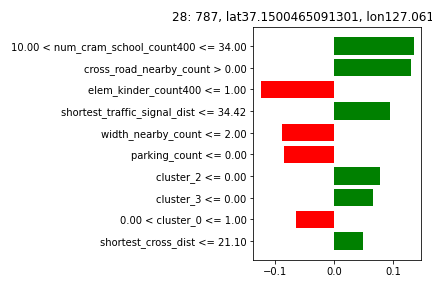 28: 787, lat37.1500465091301, lon127.061
10.00 < num_cram_school_count400 <= 34.00
cross_road_nearby_count > 0.00
elem_kinder_count400 <= 1.00
shortest_traffic_signal_dist <= 34.42
width_nearby_count <= 2.00
parking_count <= 0.00
cluster_2 <= 0.00
cluster_3 <= 0.00
0.00 < cluster_0 <= 1.00
shortest_cross_dist <= 21.10
−0.1 0.0 0.1